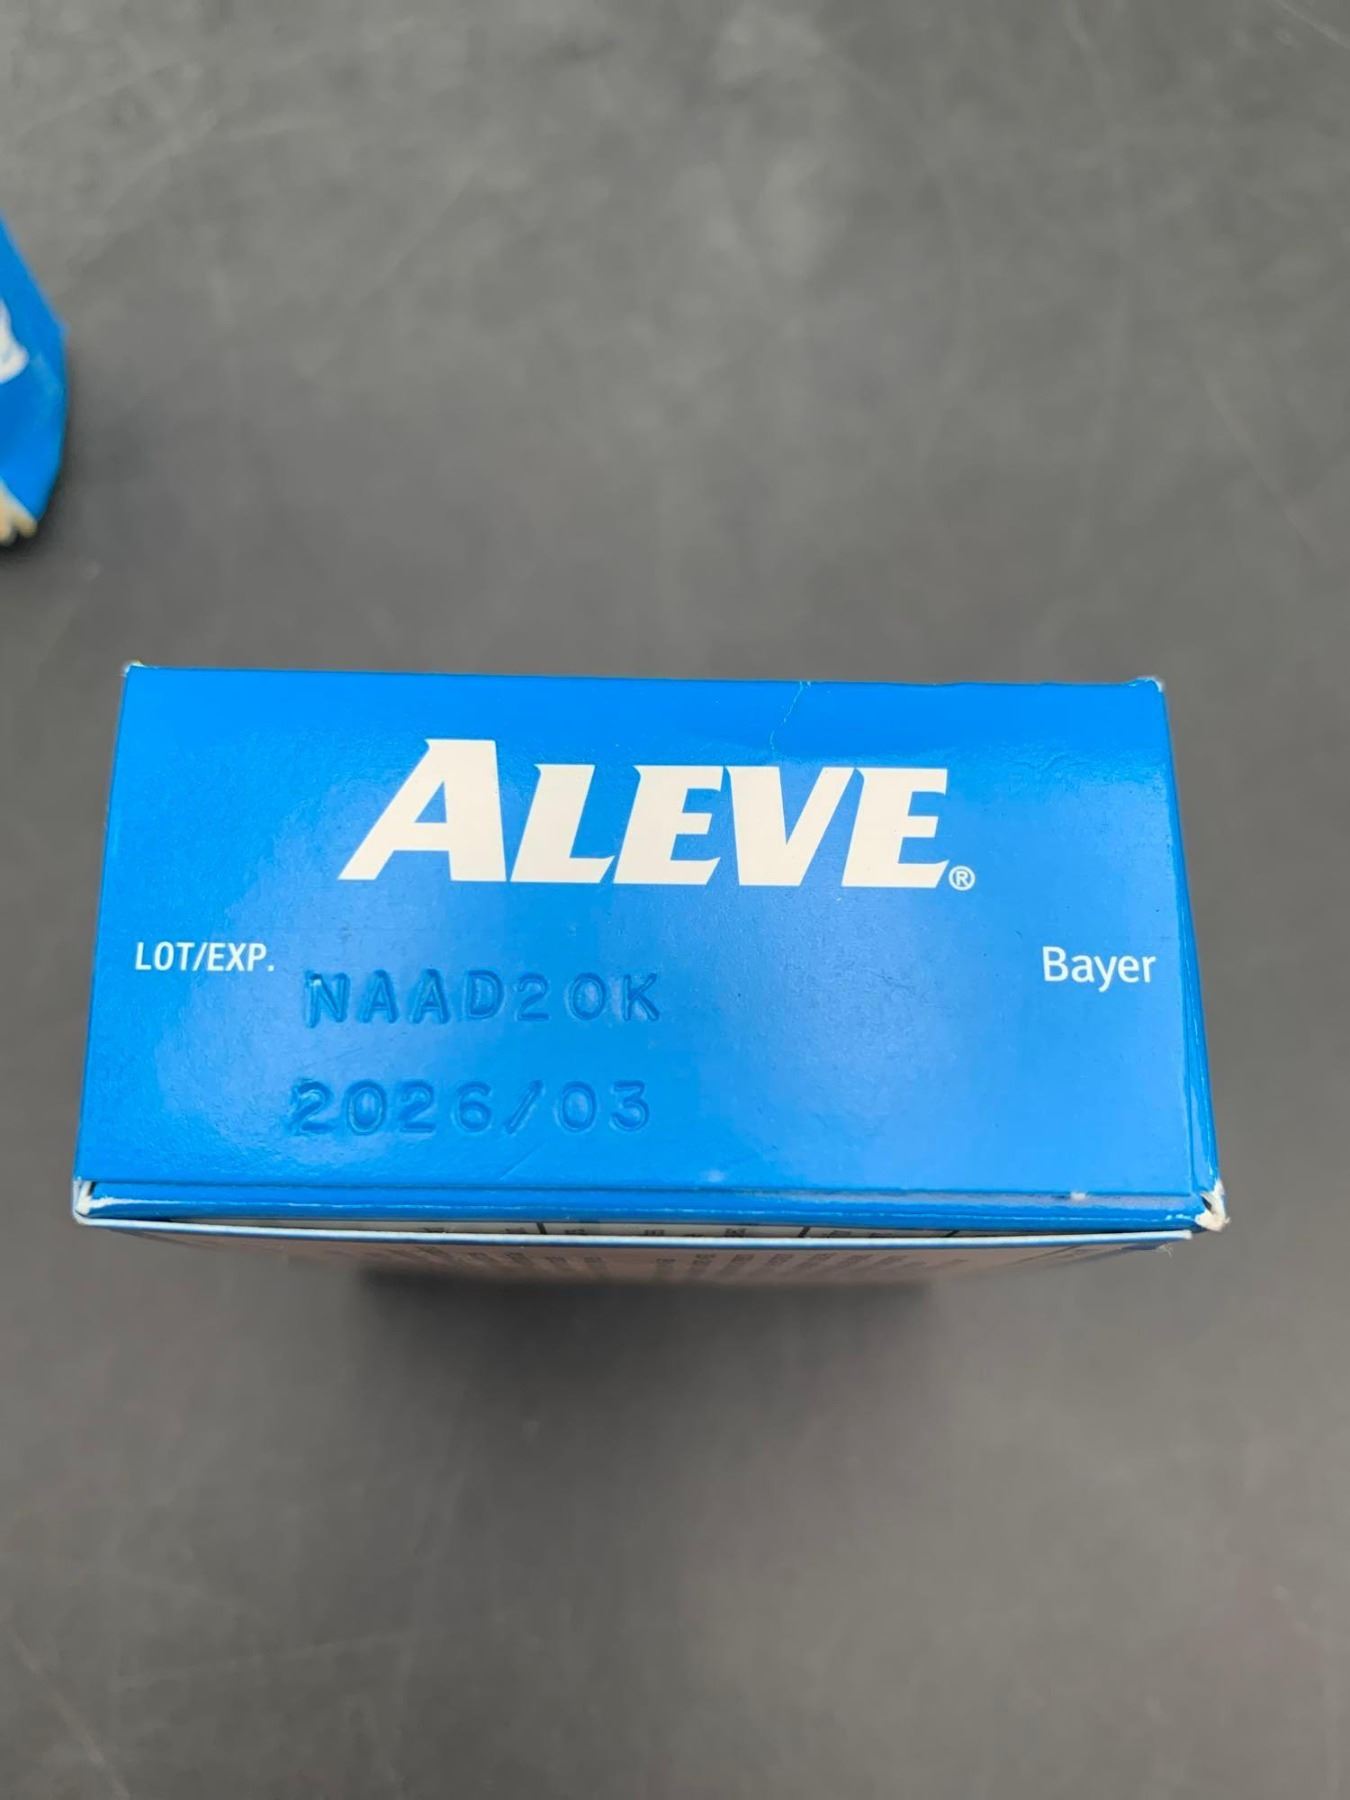 ALEVE®
LOT/EXP.
Bayer
NAAD20K
2026/03